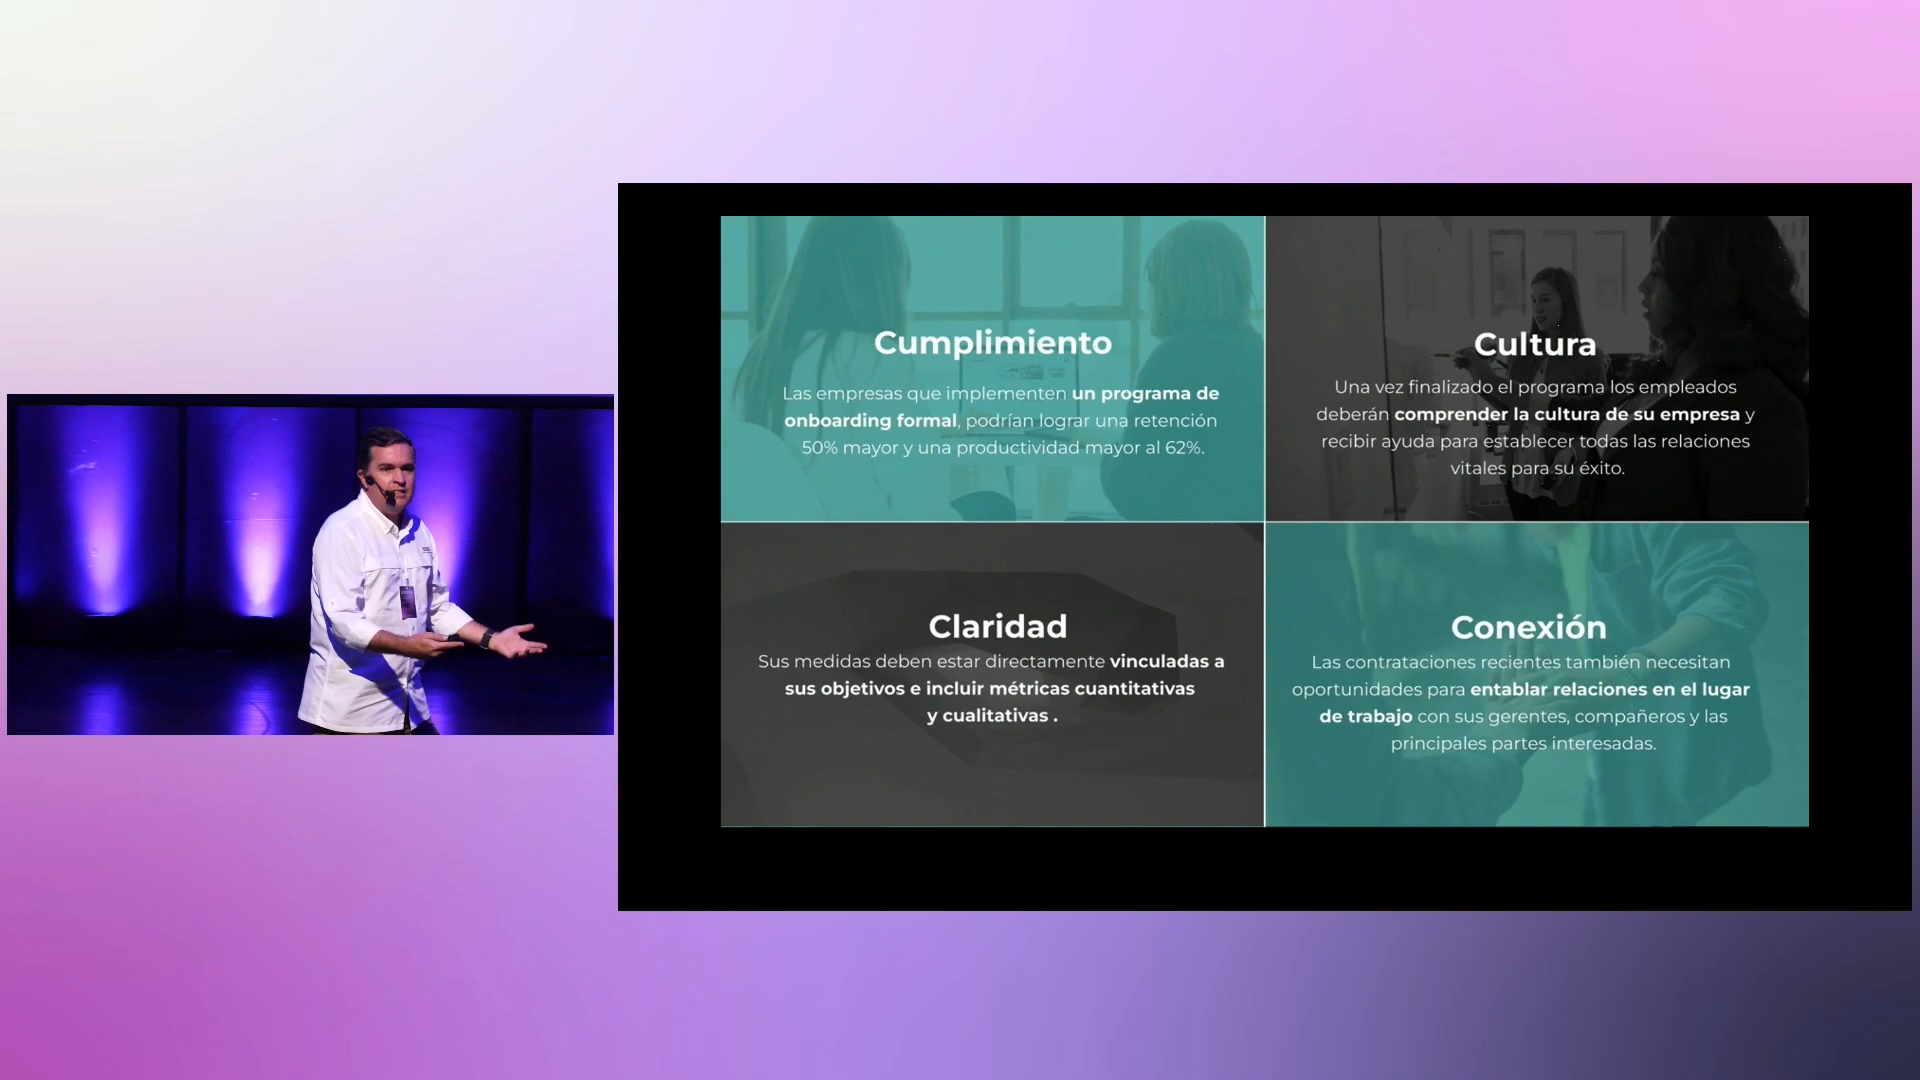 Cumplimiento
Las empresas que implementen un programa de
onboarding formal, podrían lograr una retención
50% mayor y una productividad mayor al 62%.
Cultura
Una vez finalizado el programa los empleados
deberán comprender la cultura de su empresa y
recibir ayuda para establecer todas las relaciones
vitales para su éxito.
Claridad
Sus medidas deben estar directamente vinculadas a
sus objetivos e incluir métricas cuantitativas
y cualitativas .
Conexión
Las contrataciones recientes también necesitan
oportunidades para entablar relaciones en el lugar
de trabajo con sus gerentes, compañeros y las
principales partes interesadas.